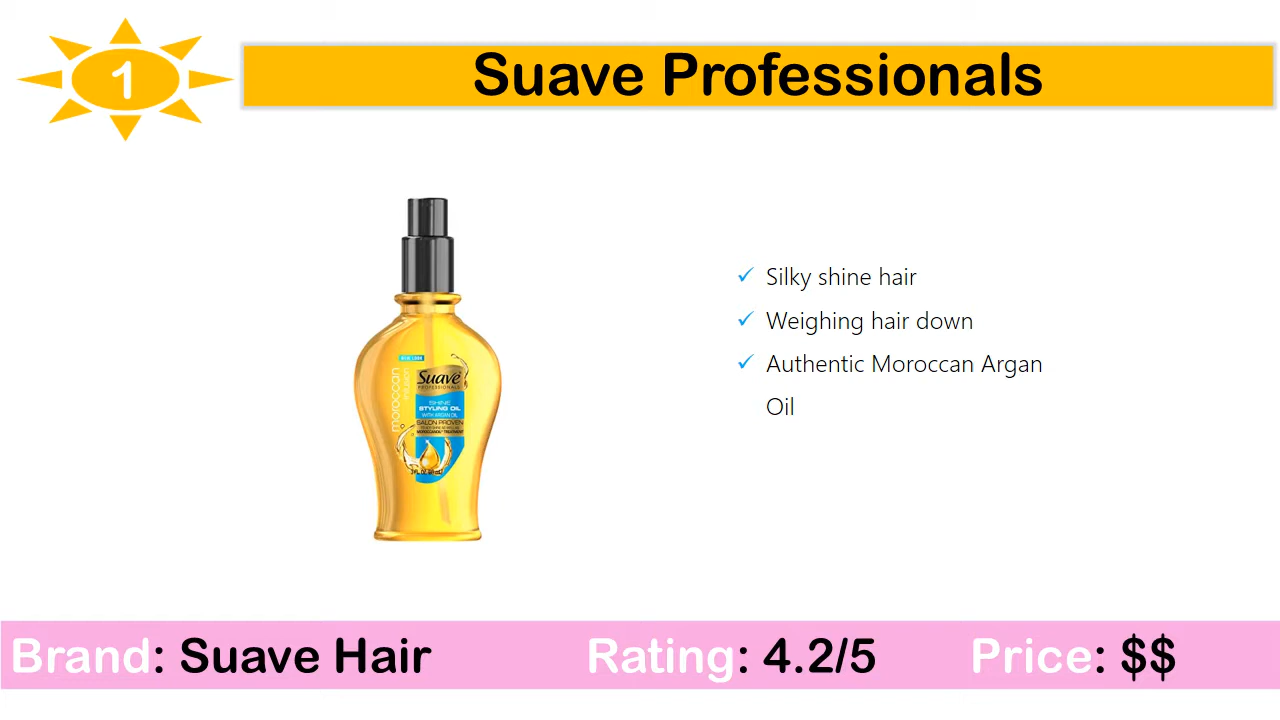 1
Suave Professionals
Silky shine hair
Weighing hair down
Authentic Moroccan Argan
Oil
moroccan
Suave
PROFESSIONALS
SHINE
STYLING OIL
WITH ARGAN OIL
SALON PROVEN
Brand: Suave Hair
Rating: 4.2/5
Price: $$